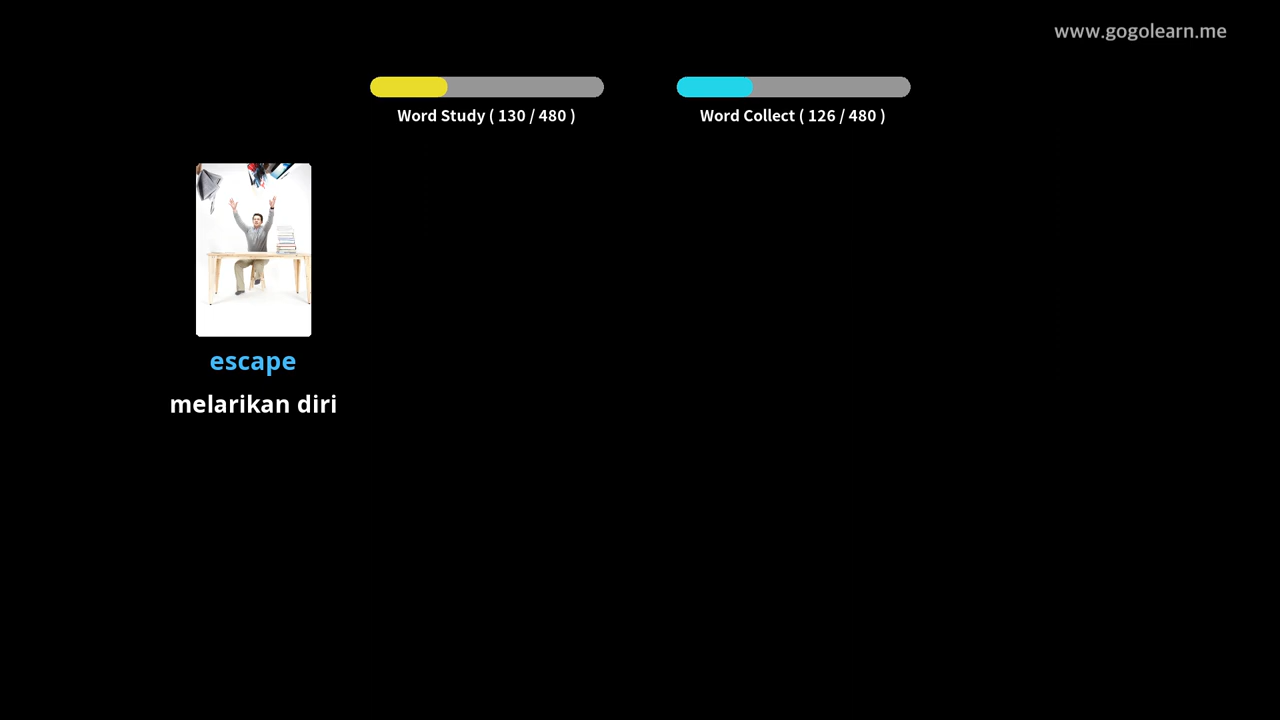 www.gogolearn.me
Word Study ( 130 / 480 )
Word Collect ( 126 / 480 )
escape
melarikan diri